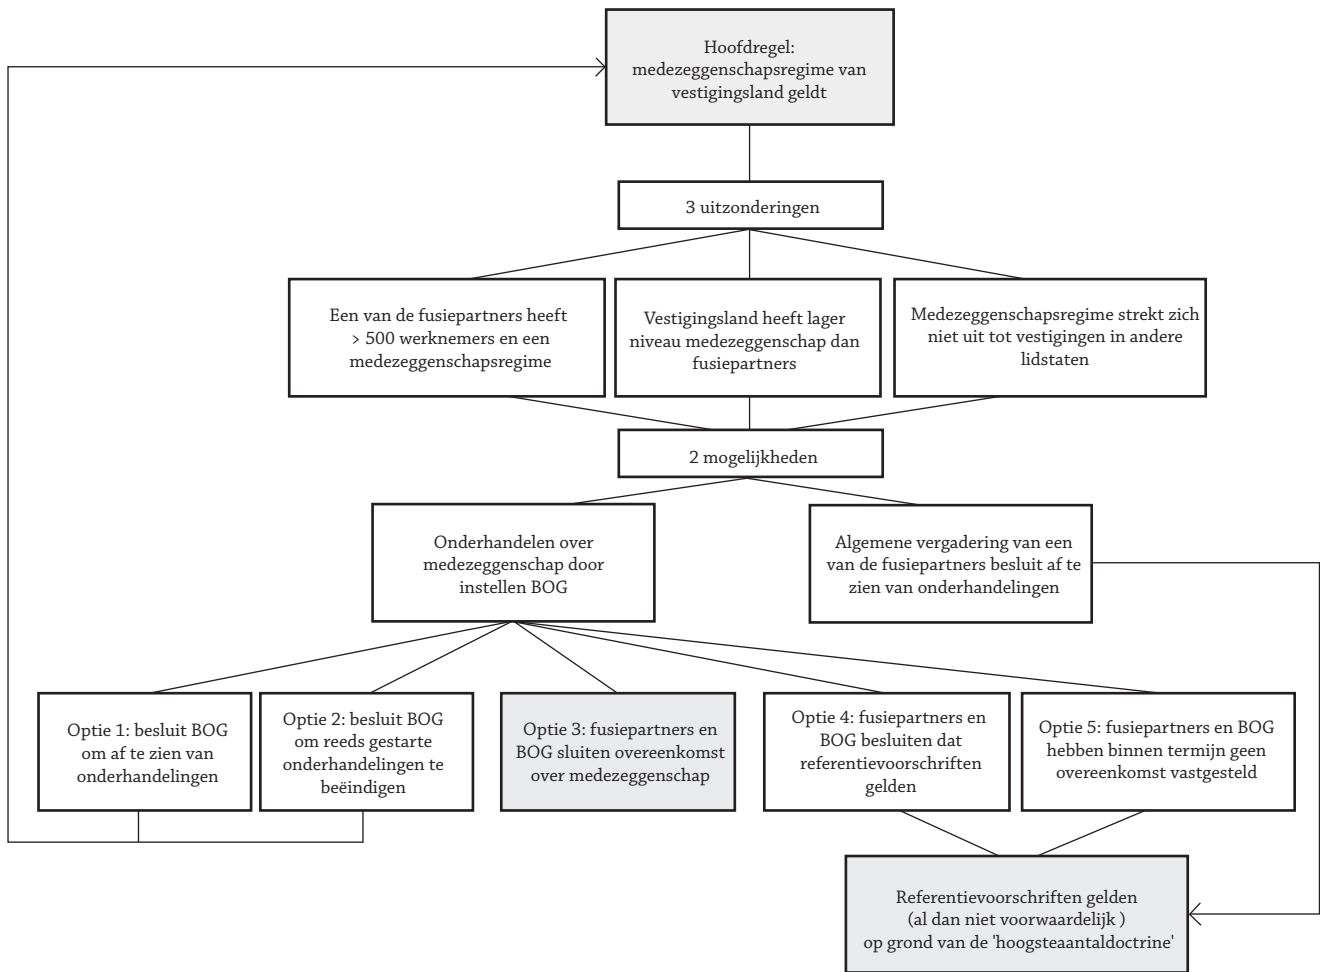 Hoofdregel:
medezeggenschapsregime van
vestigingsland geldt
3 uitzonderingen
Een van de fusiepartners heeft
> 500 werknemers en een
medezeggenschapsregime
Vestigingsland heeft lager
niveau medezeggenschap dan
fusiepartners
Medezeggenschapsregime strekt zich
niet uit tot vestigingen in andere
lidstaten
2 mogelijkheden
Onderhandelen over
medezeggenschap door
instellen BOG
Algemene vergadering van een
van de fusiepartners besluit af te
zien van onderhandelingen
Optie 1: besluit BOG
om af te zien van
onderhandelingen
Optie 2: besluit BOG
om reeds gestarte
onderhandelingen te
beëindigen
Optie 3: fusiepartners en
BOG sluiten overeenkomst
over medezeggenschap
Optie 4: fusiepartners en
BOG besluiten dat
referentievoorschriften
gelden
Optie 5: fusiepartners en BOG
hebben binnen termijn geen
overeenkomst vastgesteld
Referentievoorschriften gelden
(al dan niet voorwaardelijk )
op grond van de 'hoogsteaantaldoctrine'